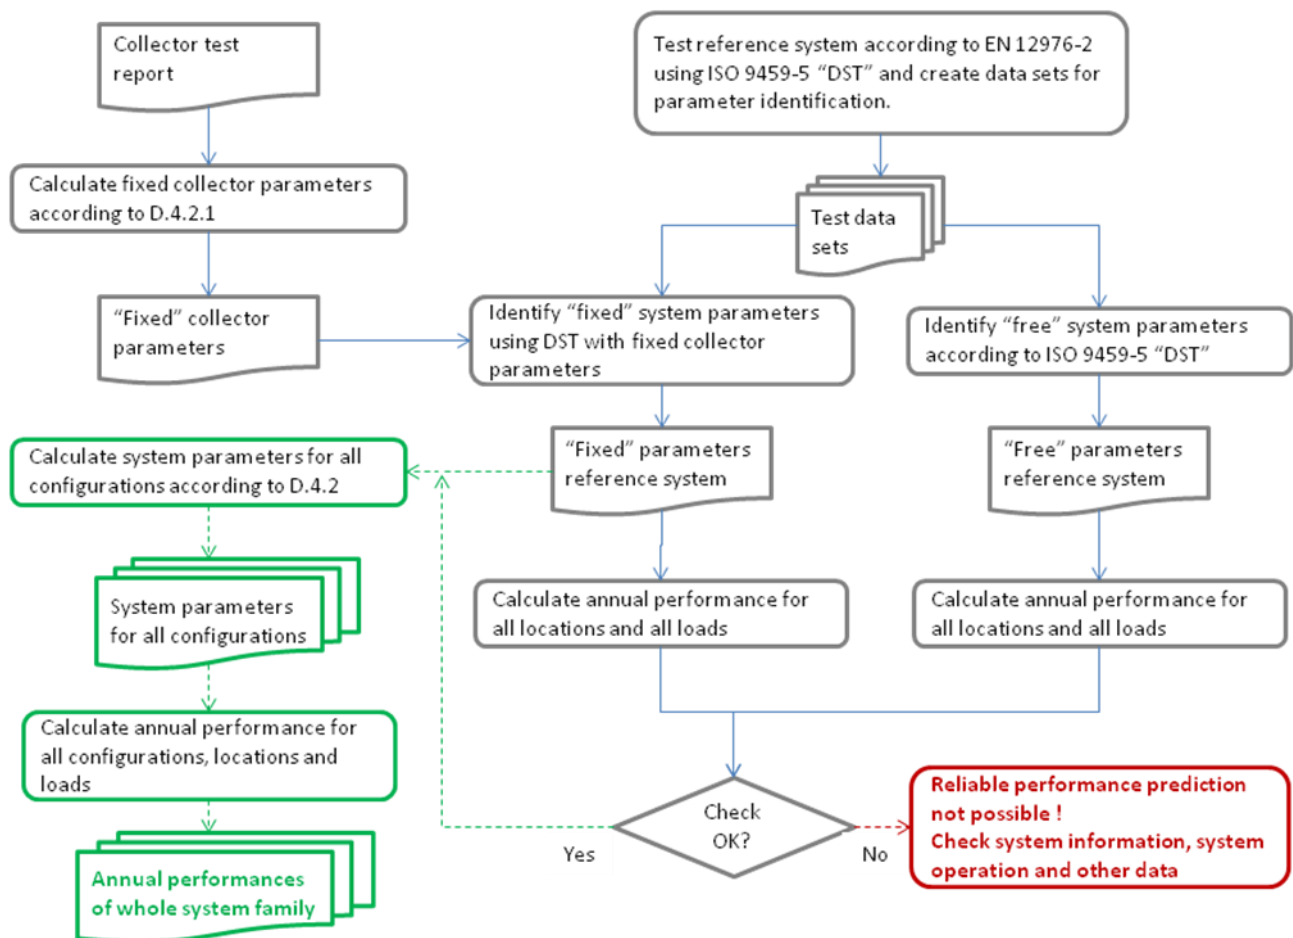 Collector test
report
Test reference system according to EN 12976-2
using ISO 9459-5 “DST” and create data sets for
parameter identification.
Calculate fixed collector parameters
according to D.4.2.1
Test data
sets
“Fixed” collector
parameters
Identify “fixed” system parameters
using DST with fixed collector
parameters
Identify “free” system parameters
according to ISO 9459-5 “DST”
Calculate system parameters for all
configurations according to D.4.2
“Fixed” parameters
reference system
“Free” parameters
reference system
System parameters
for all configurations
Calculate annual performance for
all locations and all loads
Calculate annual performance for
all locations and all loads
Calculate annual performance for
all configurations, locations and
loads
Check
OK?
Yes
No
Reliable performance prediction
not possible !
Check system information, system
operation and other data
Annual performances
of whole system family